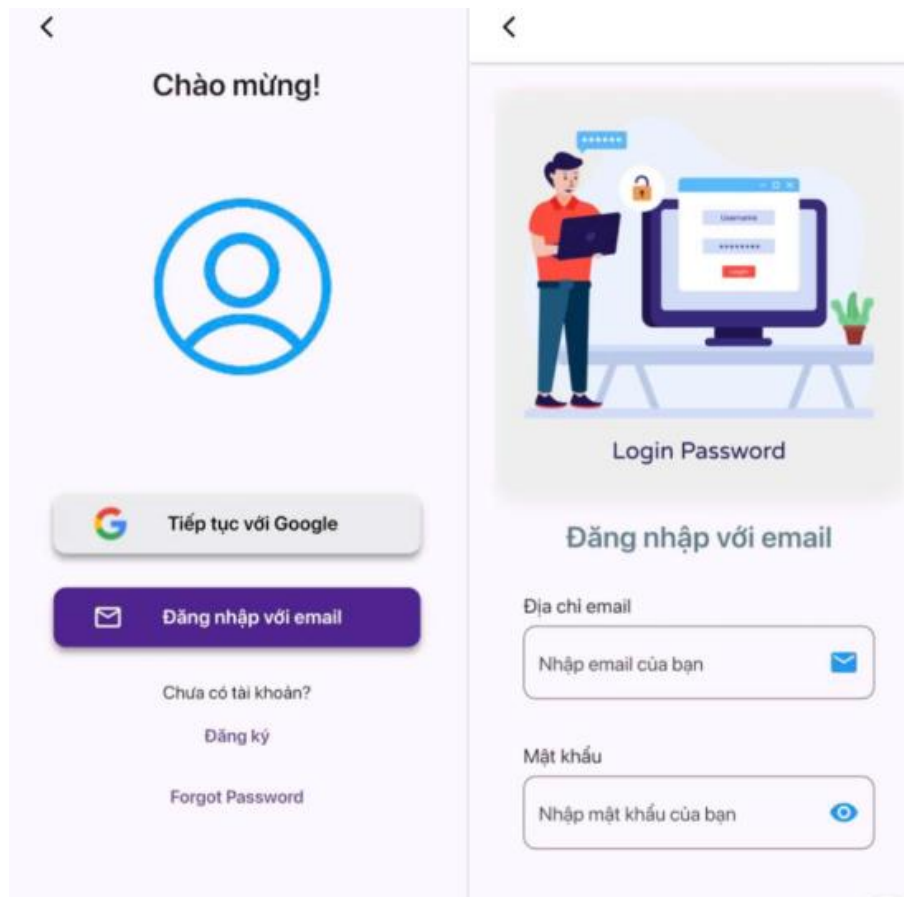 Chào mừng!
Tiếp tục với Google
Đăng nhập với email
Chưa có tài khoản?
Đăng ký
Forgot Password
Username
Login
Login Password
Đăng nhập với email
Địa chỉ email
Nhập email của bạn
Mật khẩu
Nhập mật khẩu của bạn